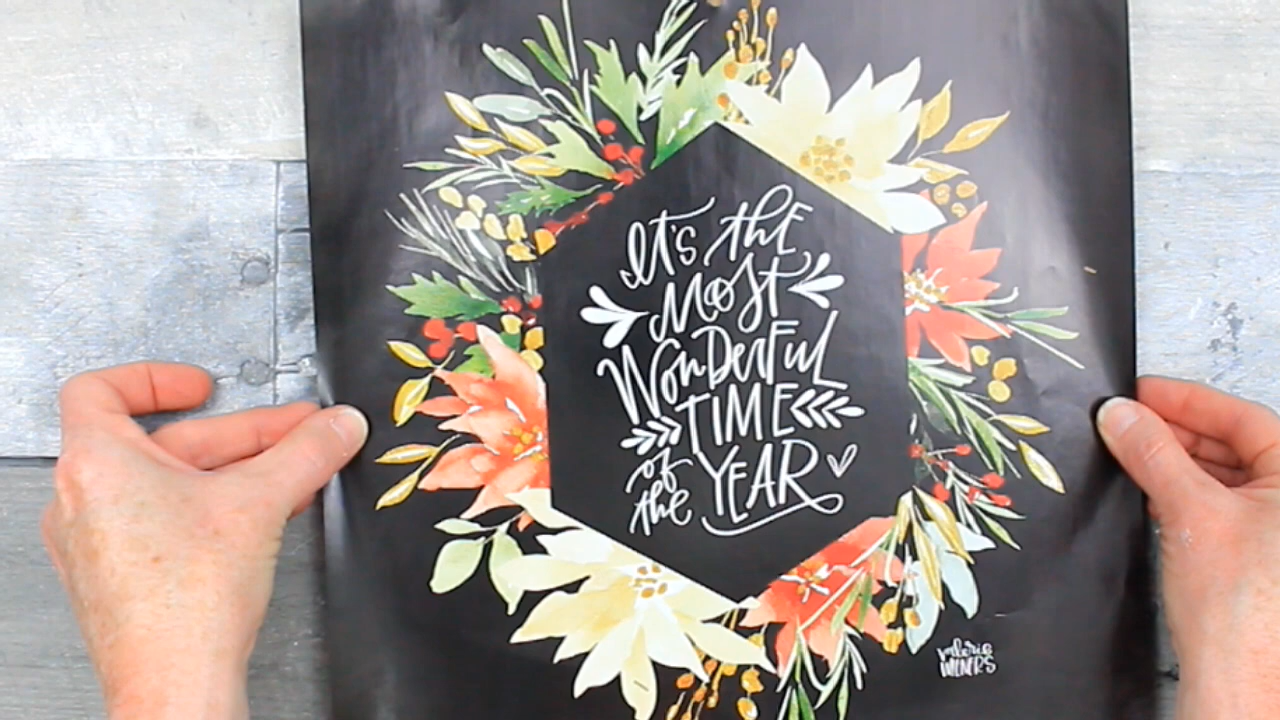 It's the
Most
WonDerFuL
TIME
of the YEAR
valerie
WIENERS